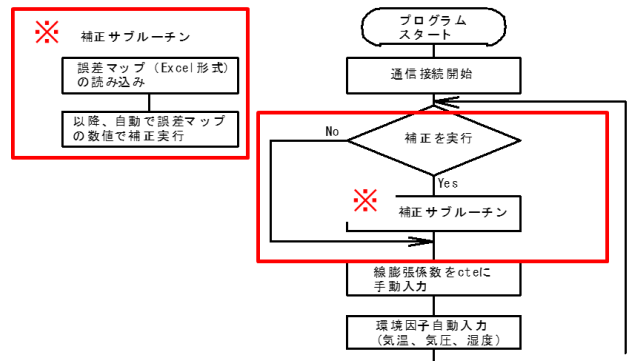 ※ 補正サブルーチン
誤差マップ（Excel形式）
の読み込み
以降、自動で誤差マップ
の数値で補正実行
プログラム
スタート
通信接続開始
補正を実行
No
Yes
※ 補正サブルーチン
線膨張係数をcteに
手動入力
環境因子自動入力
(気温、気圧、湿度)